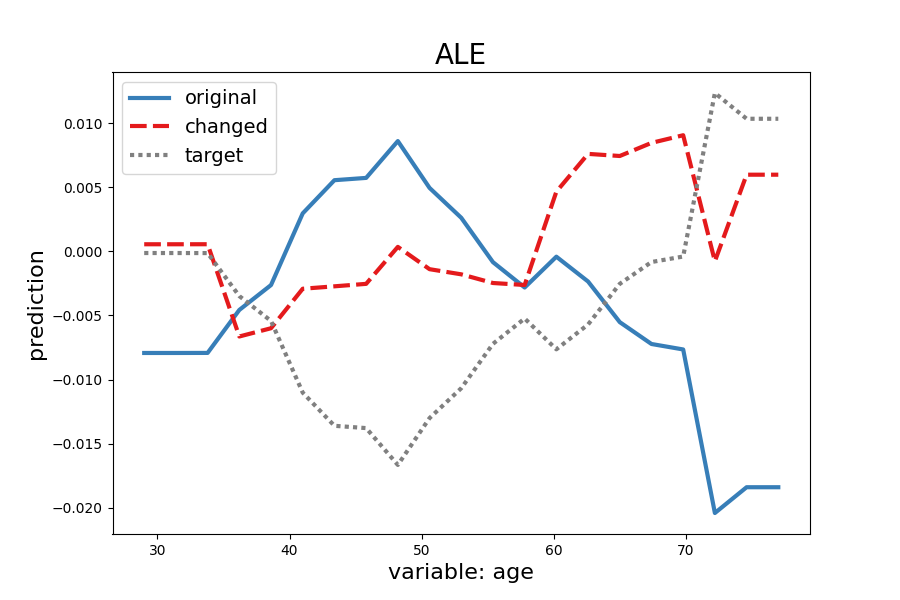 ALE
original
changed
target
0.010
0.005
0.000
−0.005
−0.010
−0.015
−0.020
prediction
30 40 50 60 70
variable: age